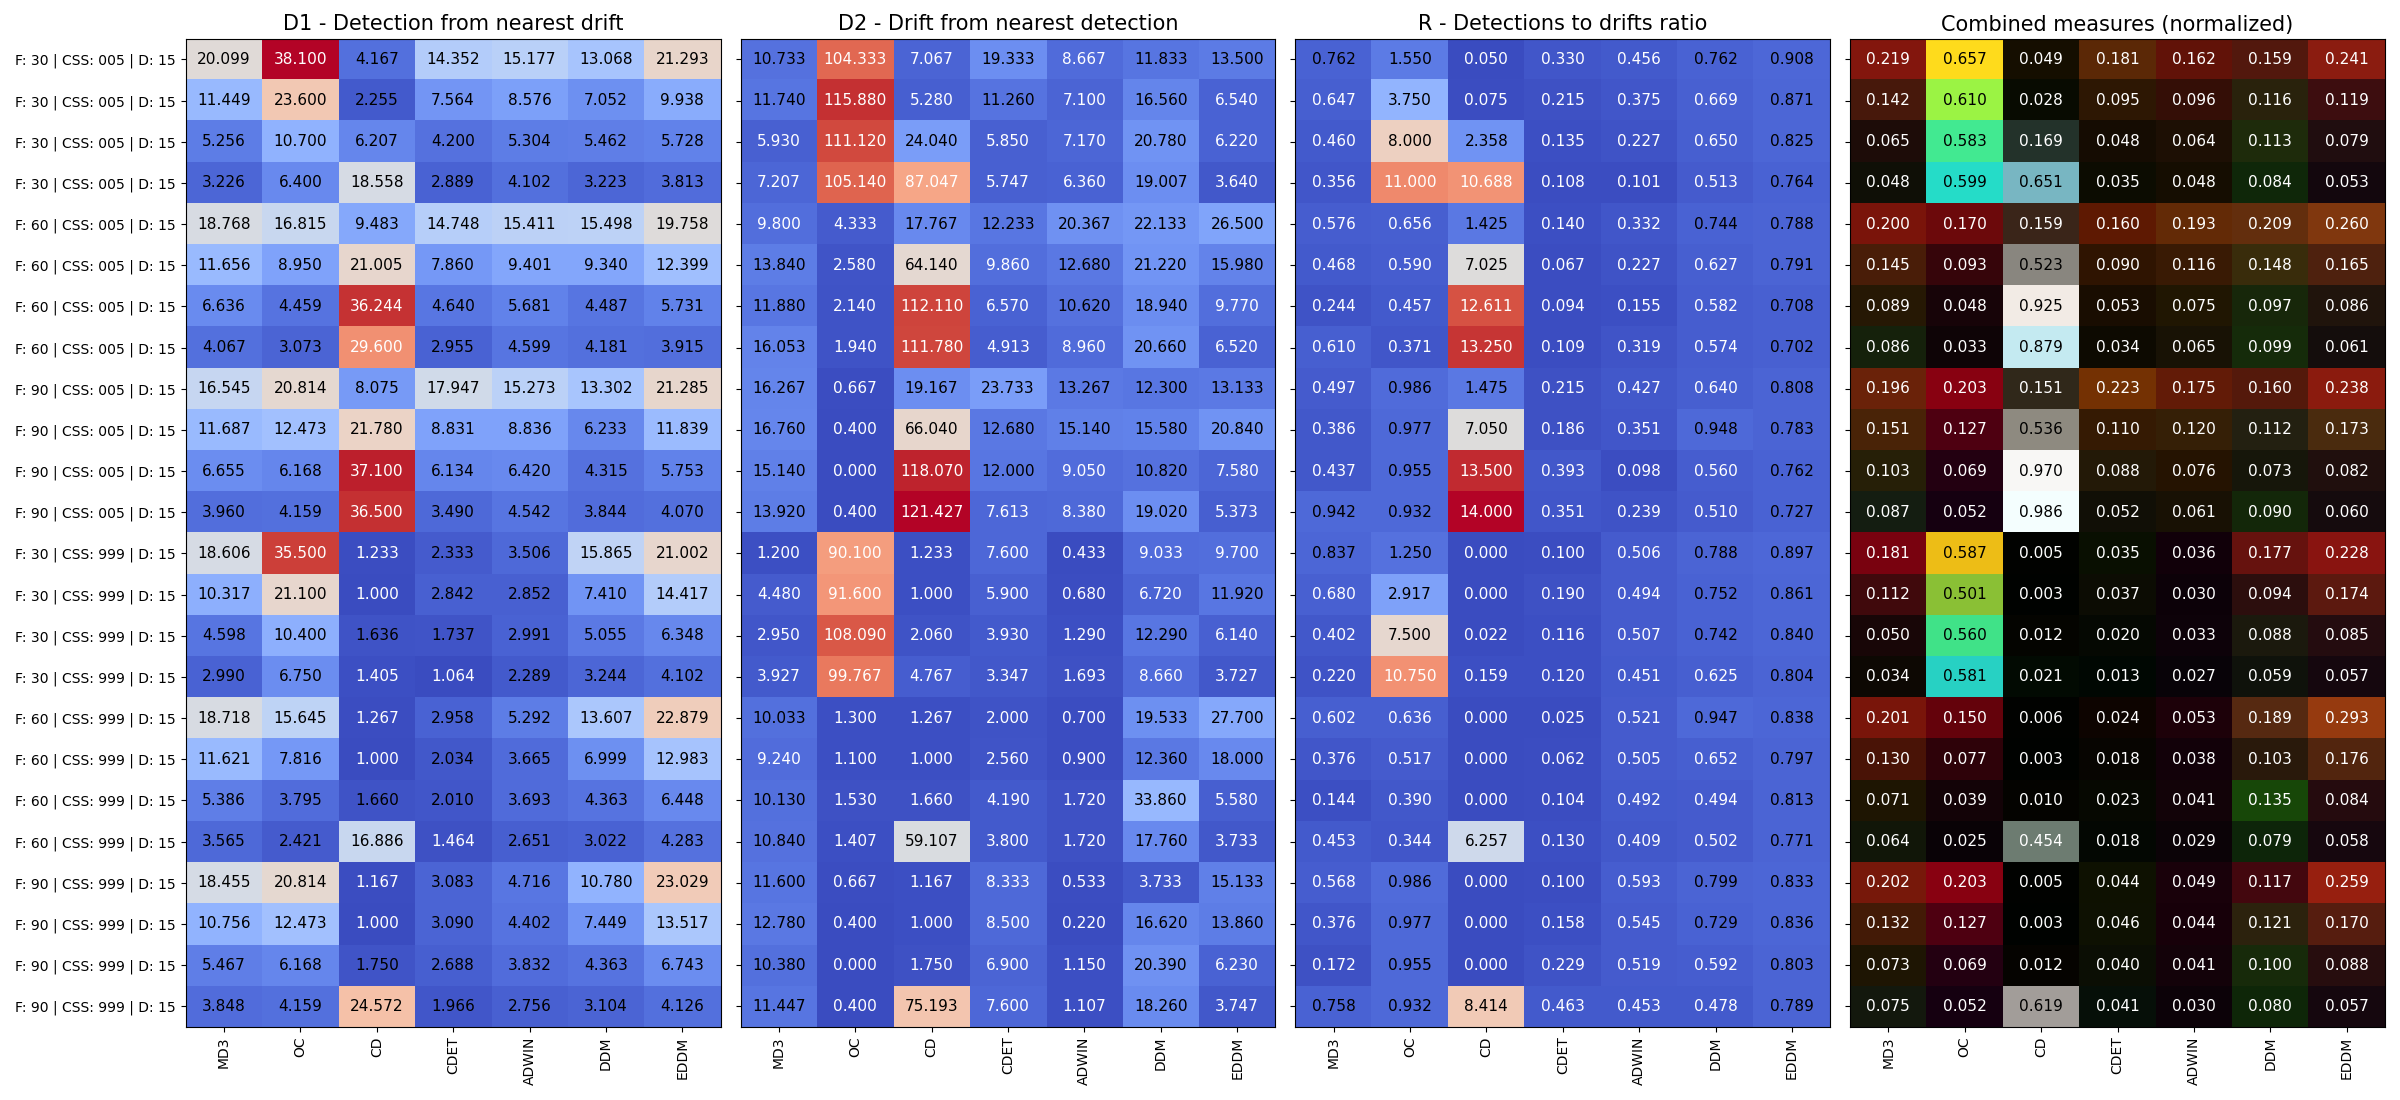 D1 - Detection from nearest drift D2 - Drift from nearest detection R - Detections to drifts ratio Combined measures (normalized)
F: 30 | CSS: 005 | D: 15 20.099 38.100 4.167 14.352 15.177 13.068 21.293 10.733 104.333 7.067 19.333 8.667 11.833 13.500 0.762 1.550 0.050 0.330 0.456 0.762 0.908 0.219 0.657 0.049 0.181 0.162 0.159 0.241
F: 30 | CSS: 005 | D: 15 11.449 23.600 2.255 7.564 8.576 7.052 9.938 11.740 115.880 5.280 11.260 7.100 16.560 6.540 0.647 3.750 0.075 0.215 0.375 0.669 0.871 0.142 0.610 0.028 0.095 0.096 0.116 0.119
F: 30 | CSS: 005 | D: 15 5.256 10.700 6.207 4.200 5.304 5.462 5.728 5.930 111.120 24.040 5.850 7.170 20.780 6.220 0.460 8.000 2.358 0.135 0.227 0.650 0.825 0.065 0.583 0.169 0.048 0.064 0.113 0.079
F: 30 | CSS: 005 | D: 15 3.226 6.400 18.558 2.889 4.102 3.223 3.813 7.207 105.140 87.047 5.747 6.360 19.007 3.640 0.356 11.000 10.688 0.108 0.101 0.513 0.764 0.048 0.599 0.651 0.035 0.048 0.084 0.053
F: 60 | CSS: 005 | D: 15 18.768 16.815 9.483 14.748 15.411 15.498 19.758 9.800 4.333 17.767 12.233 20.367 22.133 26.500 0.576 0.656 1.425 0.140 0.332 0.744 0.788 0.200 0.170 0.159 0.160 0.193 0.209 0.260
F: 60 | CSS: 005 | D: 15 11.656 8.950 21.005 7.860 9.401 9.340 12.399 13.840 2.580 64.140 9.860 12.680 21.220 15.980 0.468 0.590 7.025 0.067 0.227 0.627 0.791 0.145 0.093 0.523 0.090 0.116 0.148 0.165
F: 60 | CSS: 005 | D: 15 6.636 4.459 36.244 4.640 5.681 4.487 5.731 11.880 2.140 112.110 6.570 10.620 18.940 9.770 0.244 0.457 12.611 0.094 0.155 0.582 0.708 0.089 0.048 0.925 0.053 0.075 0.097 0.086
F: 60 | CSS: 005 | D: 15 4.067 3.073 29.600 2.955 4.599 4.181 3.915 16.053 1.940 111.780 4.913 8.960 20.660 6.520 0.610 0.371 13.250 0.109 0.319 0.574 0.702 0.086 0.033 0.879 0.034 0.065 0.099 0.061
F: 90 | CSS: 005 | D: 15 16.545 20.814 8.075 17.947 15.273 13.302 21.285 16.267 0.667 19.167 23.733 13.267 12.300 13.133 0.497 0.986 1.475 0.215 0.427 0.640 0.808 0.196 0.203 0.151 0.223 0.175 0.160 0.238
F: 90 | CSS: 005 | D: 15 11.687 12.473 21.780 8.831 8.836 6.233 11.839 16.760 0.400 66.040 12.680 15.140 15.580 20.840 0.386 0.977 7.050 0.186 0.351 0.948 0.783 0.151 0.127 0.536 0.110 0.120 0.112 0.173
F: 90 | CSS: 005 | D: 15 6.655 6.168 37.100 6.134 6.420 4.315 5.753 15.140 0.000 118.070 12.000 9.050 10.820 7.580 0.437 0.955 13.500 0.393 0.098 0.560 0.762 0.103 0.069 0.970 0.088 0.076 0.073 0.082
F: 90 | CSS: 005 | D: 15 3.960 4.159 36.500 3.490 4.542 3.844 4.070 13.920 0.400 121.427 7.613 8.380 19.020 5.373 0.942 0.932 14.000 0.351 0.239 0.510 0.727 0.087 0.052 0.986 0.052 0.061 0.090 0.060
F: 30 | CSS: 999 | D: 15 18.606 35.500 1.233 2.333 3.506 15.865 21.002 1.200 90.100 1.233 7.600 0.433 9.033 9.700 0.837 1.250 0.000 0.100 0.506 0.788 0.897 0.181 0.587 0.005 0.035 0.036 0.177 0.228
F: 30 | CSS: 999 | D: 15 10.317 21.100 1.000 2.842 2.852 7.410 14.417 4.480 91.600 1.000 5.900 0.680 6.720 11.920 0.680 2.917 0.000 0.190 0.494 0.752 0.861 0.112 0.501 0.003 0.037 0.030 0.094 0.174
F: 30 | CSS: 999 | D: 15 4.598 10.400 1.636 1.737 2.991 5.055 6.348 2.950 108.090 2.060 3.930 1.290 12.290 6.140 0.402 7.500 0.022 0.116 0.507 0.742 0.840 0.050 0.560 0.012 0.020 0.033 0.088 0.085
F: 30 | CSS: 999 | D: 15 2.990 6.750 1.405 1.064 2.289 3.244 4.102 3.927 99.767 4.767 3.347 1.693 8.660 3.727 0.220 10.750 0.159 0.120 0.451 0.625 0.804 0.034 0.581 0.021 0.013 0.027 0.059 0.057
F: 60 | CSS: 999 | D: 15 18.718 15.645 1.267 2.958 5.292 13.607 22.879 10.033 1.300 1.267 2.000 0.700 19.533 27.700 0.602 0.636 0.000 0.025 0.521 0.947 0.838 0.201 0.150 0.006 0.024 0.053 0.189 0.293
F: 60 | CSS: 999 | D: 15 11.621 7.816 1.000 2.034 3.665 6.999 12.983 9.240 1.100 1.000 2.560 0.900 12.360 18.000 0.376 0.517 0.000 0.062 0.505 0.652 0.797 0.130 0.077 0.003 0.018 0.038 0.103 0.176
F: 60 | CSS: 999 | D: 15 5.386 3.795 1.660 2.010 3.693 4.363 6.448 10.130 1.530 1.660 4.190 1.720 33.860 5.580 0.144 0.390 0.000 0.104 0.492 0.494 0.813 0.071 0.039 0.010 0.023 0.041 0.135 0.084
F: 60 | CSS: 999 | D: 15 3.565 2.421 16.886 1.464 2.651 3.022 4.283 10.840 1.407 59.107 3.800 1.720 17.760 3.733 0.453 0.344 6.257 0.130 0.409 0.502 0.771 0.064 0.025 0.454 0.018 0.029 0.079 0.058
F: 90 | CSS: 999 | D: 15 18.455 20.814 1.167 3.083 4.716 10.780 23.029 11.600 0.667 1.167 8.333 0.533 3.733 15.133 0.568 0.986 0.000 0.100 0.593 0.799 0.833 0.202 0.203 0.005 0.044 0.049 0.117 0.259
F: 90 | CSS: 999 | D: 15 10.756 12.473 1.000 3.090 4.402 7.449 13.517 12.780 0.400 1.000 8.500 0.220 16.620 13.860 0.376 0.977 0.000 0.158 0.545 0.729 0.836 0.132 0.127 0.003 0.046 0.044 0.121 0.170
F: 90 | CSS: 999 | D: 15 5.467 6.168 1.750 2.688 3.832 4.363 6.743 10.380 0.000 1.750 6.900 1.150 20.390 6.230 0.172 0.955 0.000 0.229 0.519 0.592 0.803 0.073 0.069 0.012 0.040 0.041 0.100 0.088
F: 90 | CSS: 999 | D: 15 3.848 4.159 24.572 1.966 2.756 3.104 4.126 11.447 0.400 75.193 7.600 1.107 18.260 3.747 0.758 0.932 8.414 0.463 0.453 0.478 0.789 0.075 0.052 0.619 0.041 0.030 0.080 0.057
MD3 OC CD CDET ADWIN DDM EDDM MD3 OC CD CDET ADWIN DDM EDDM MD3 OC CD CDET ADWIN DDM EDDM MD3 OC CD CDET ADWIN DDM EDDM